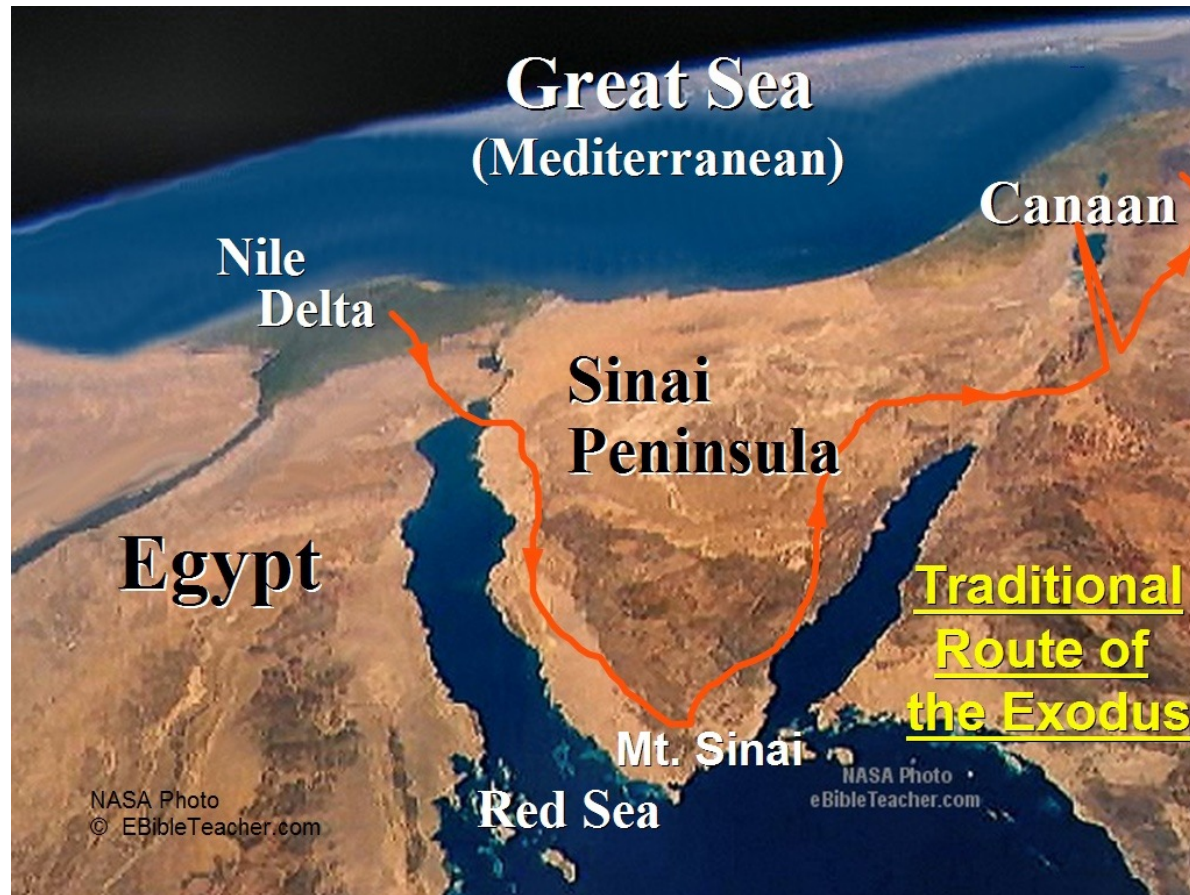 Great Sea
(Mediterranean)
Canaan
Nile
Delta
Sinai
Peninsula
Egypt
Traditional
Route of
the Exodus
Mt. Sinai
Red Sea
NASA Photo
© EBibleTeacher.com
NASA Photo
eBibleTeacher.com